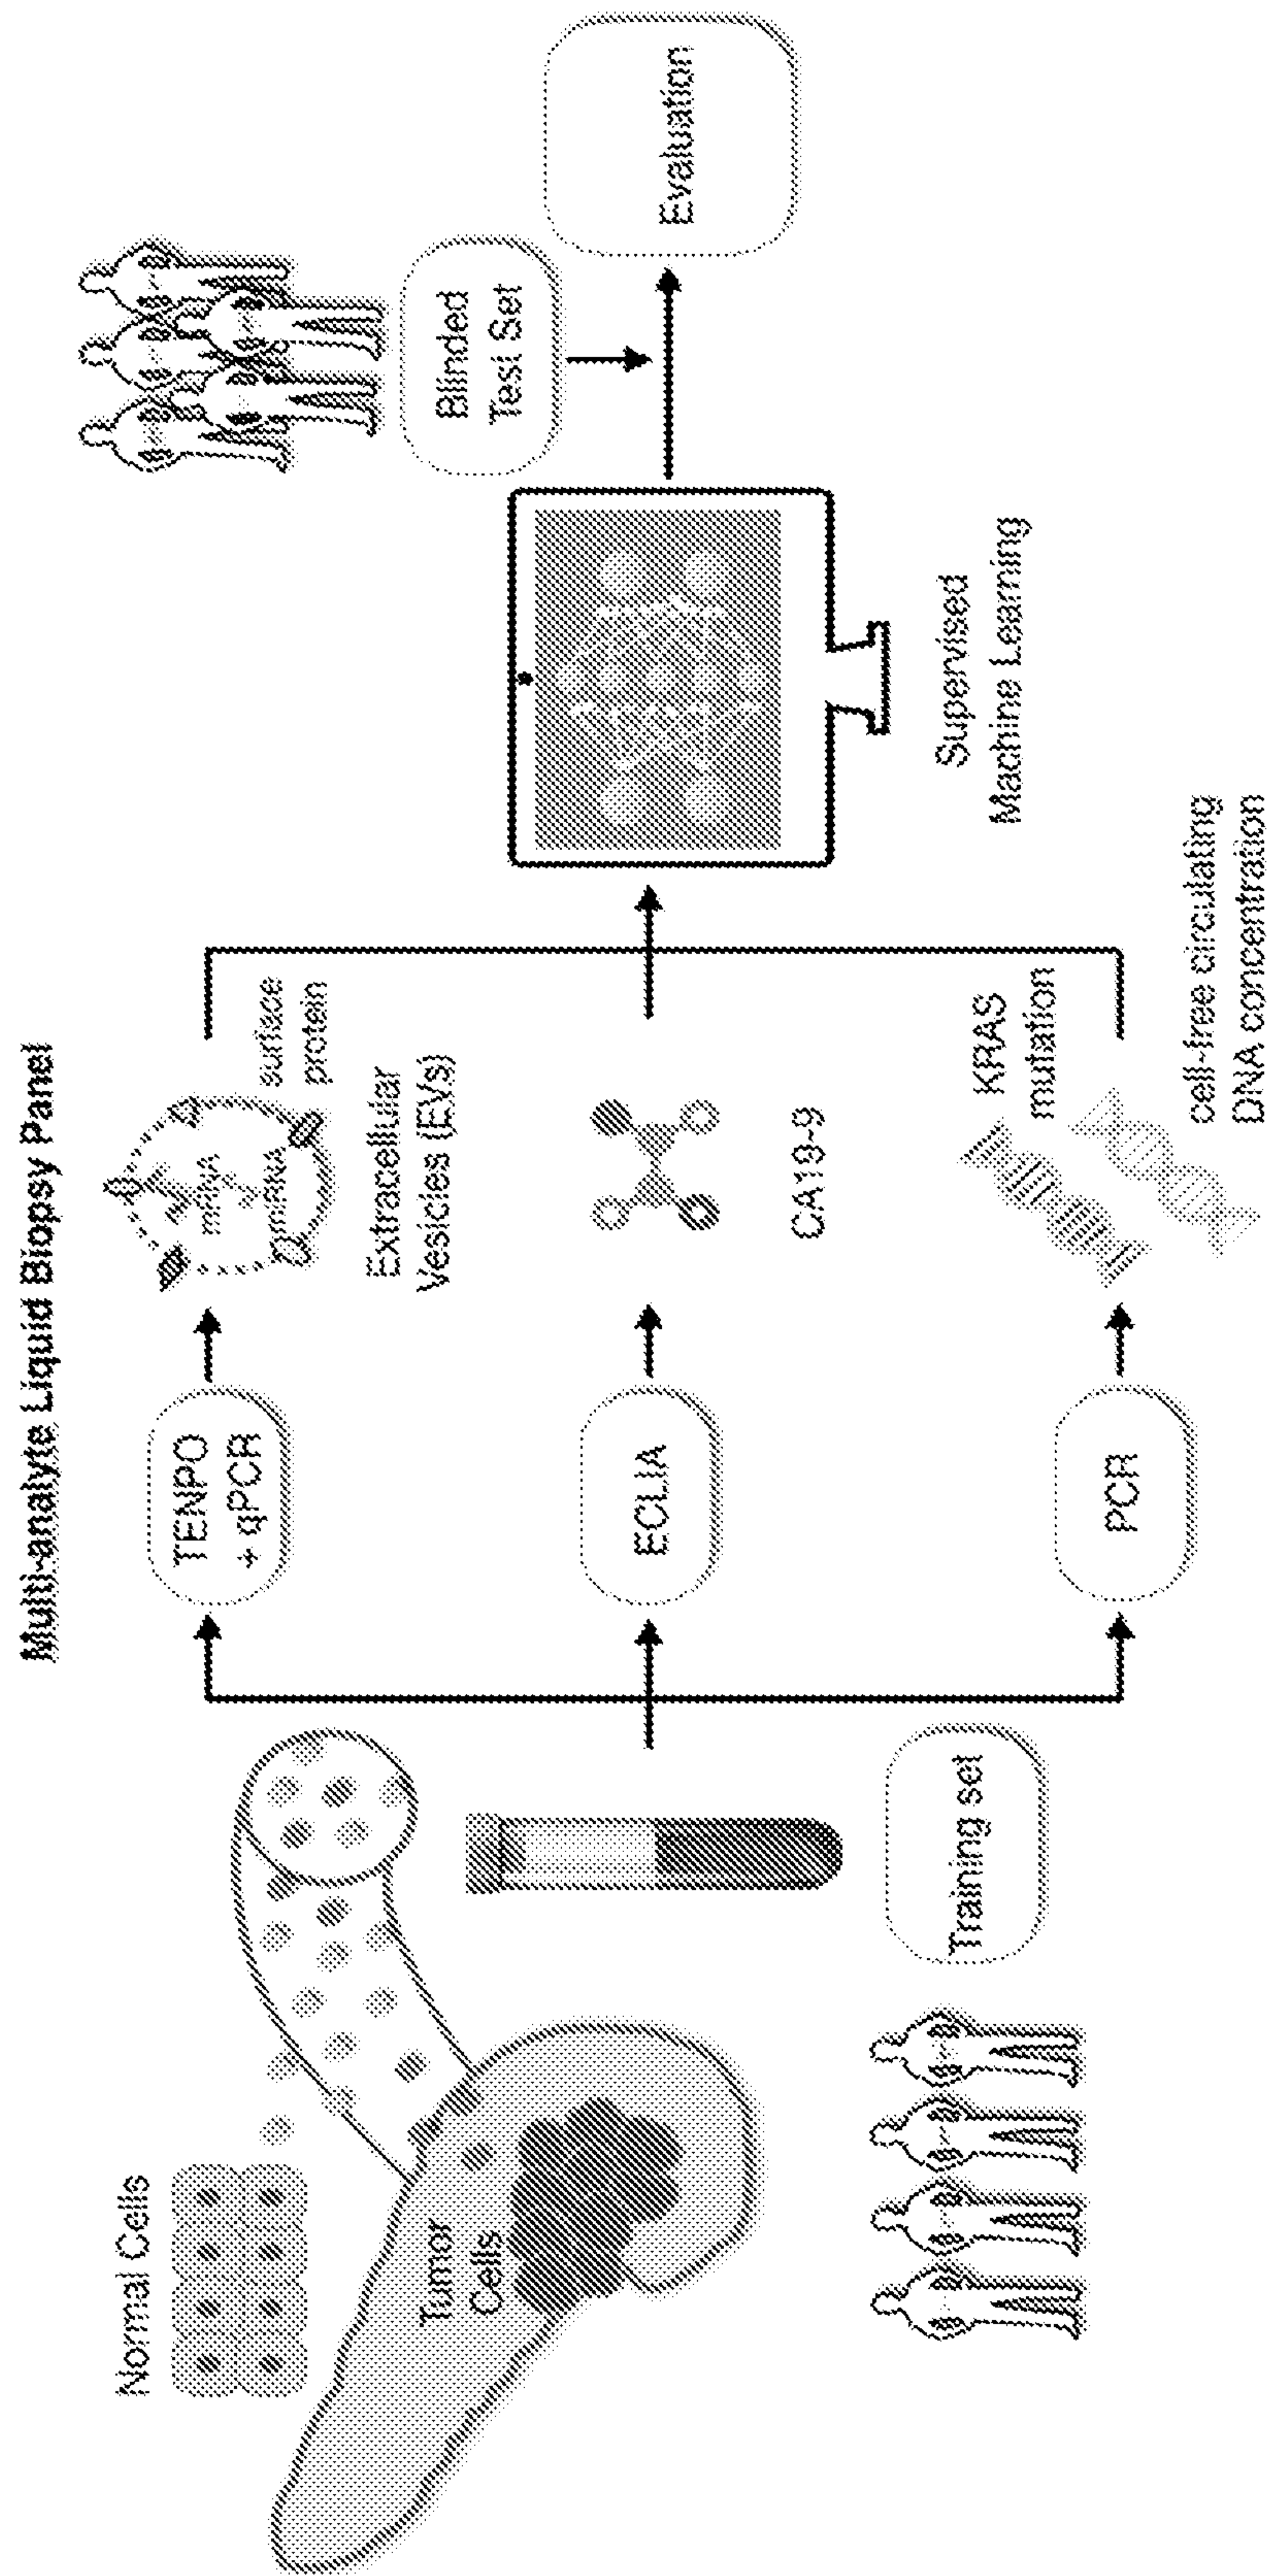 Multi-analyte Liquid Biopsy Panel
Normal Cells
Tumor
Cells
Training set
TENPO
+ qPCR
ECLIA
PCR
mRNA
miRNA
surface
protein
Extracellular
Vesicles (EVs)
CA19-9
KRAS
mutation
cell-free circulating
DNA concentration
Supervised
Machine Learning
Blinded
Test Set
Evaluation